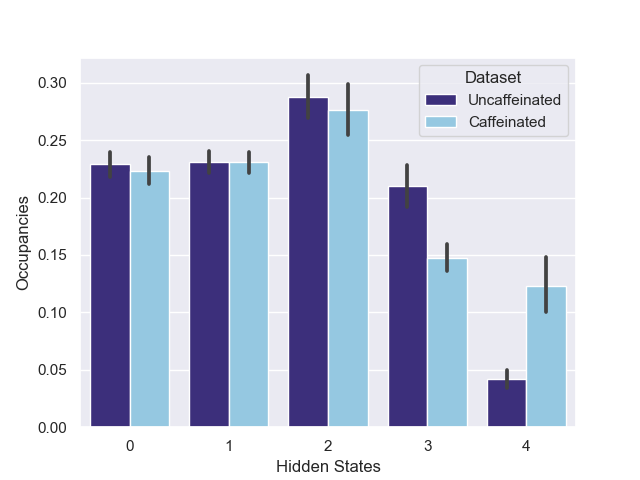 Dataset
Uncaffeinated
Caffeinated
0.30
0.25
0.20
0.15
0.10
0.05
0.00
Occupancies
0 1 2 3 4
Hidden States